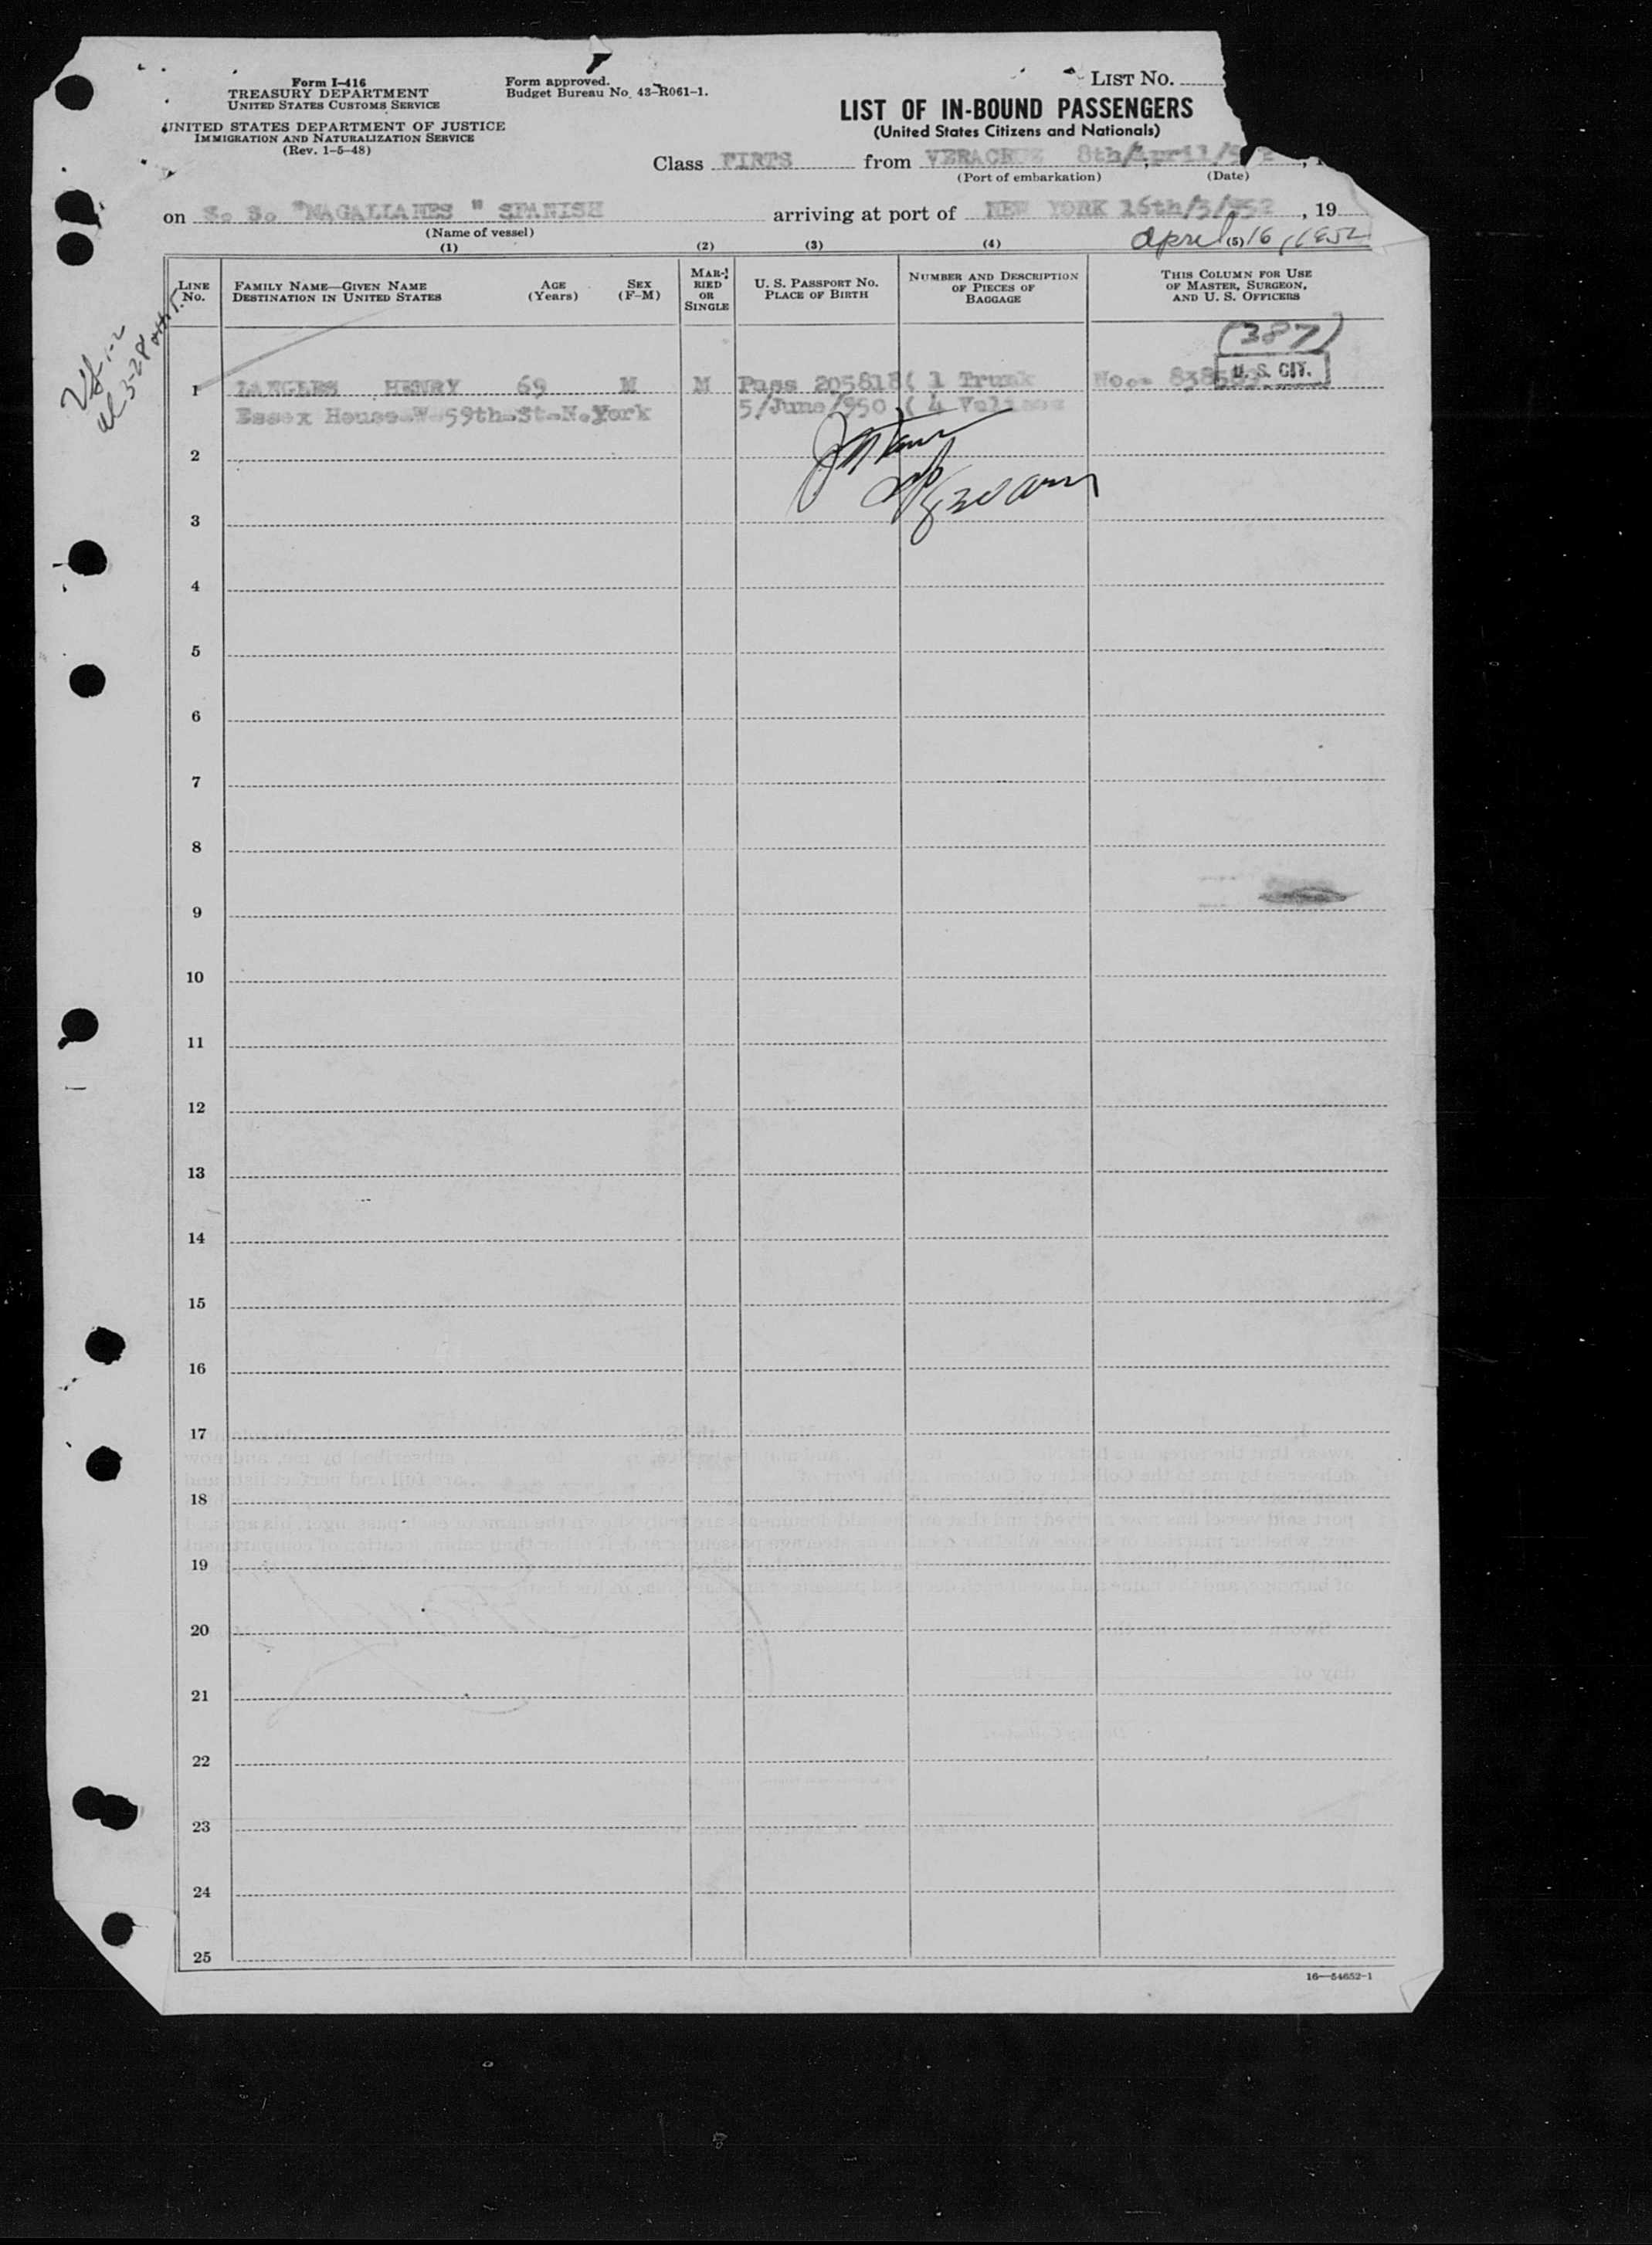 Form I-416
TREASURY DEPARTMENT
UNITED STATES CUSTOMS SERVICE
UNITED STATES DEPARTMENT OF JUSTICE
IMMIGRATION AND NATURALIZATION SERVICE
(Rev. 1-5-48)
Form approved.
Budget Bureau No. 43-R061-1.
LIST No.
LIST OF IN-BOUND PASSENGERS
(United States Citizens and Nationals)
Class FIRTS from VERACRUZ 8th/April/
(Port of embarkation) (Date)
on S. S. "MAGALLANES " SPANISH arriving at port of NEW YORK 16th/3/952, 19
(Name of vessel)
April 16, 1952
(1) (2) (3) (4) (5)
LINE No.
FAMILY NAME—GIVEN NAME
DESTINATION IN UNITED STATES
AGE
(Years)
SEX
(F-M)
MARRIED OR SINGLE
U. S. PASSPORT No.
PLACE OF BIRTH
NUMBER AND DESCRIPTION
OF PIECES OF
BAGGAGE
THIS COLUMN FOR USE
OF MASTER, SURGEON,
AND U. S. OFFICERS
(387)
U. S. CIT.
1 LANGLES HENRY 69 M M Pass 205818( 1 Trunk No.=
Essex House-W-59th-St-N.York 5/June/950 ( 4 Valises
830 am
2
3
4
5
6
7
8
9
10
11
12
13
14
15
16
17
18
19
20
21
22
23
24
25
16—54652-1